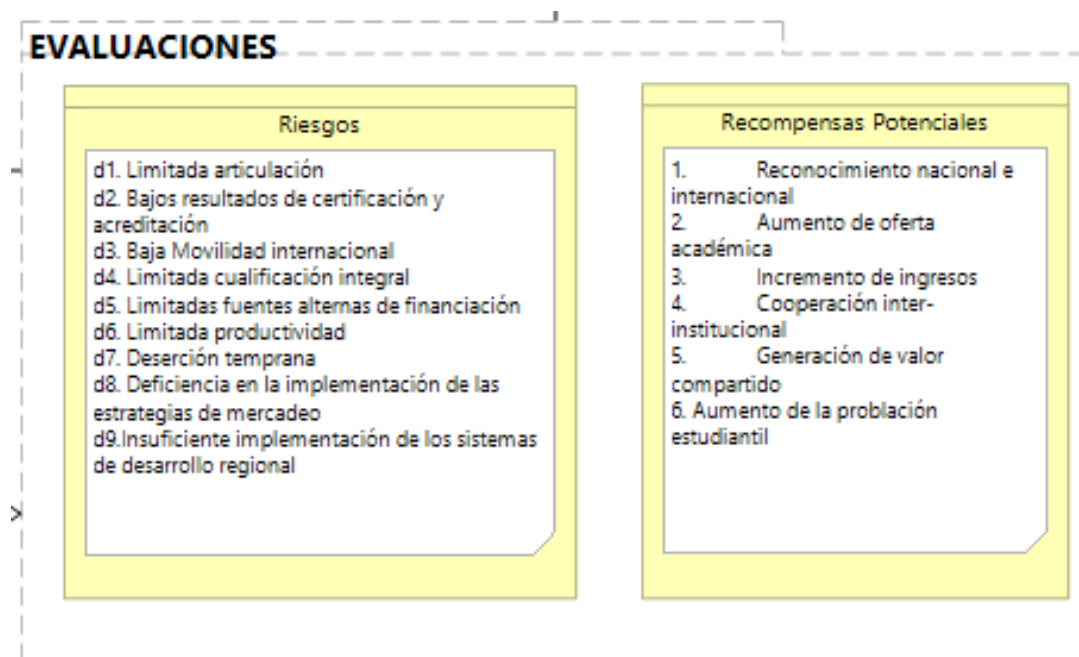 EVALUACIONES
Riesgos
d1. Limitada articulación
d2. Bajos resultados de certificación y
acreditación
d3. Baja Movilidad internacional
d4. Limitada cualificación integral
d5. Limitadas fuentes alternas de financiación
d6. Limitada productividad
d7. Deserción temprana
d8. Deficiencia en la implementación de las
estrategias de mercadeo
d9.Insuficiente implementación de los sistemas
de desarrollo regional
Recompensas Potenciales
1. Reconocimiento nacional e
internacional
2. Aumento de oferta
académica
3. Incremento de ingresos
4. Cooperación inter-
institucional
5. Generación de valor
compartido
6. Aumento de la problación
estudiantil